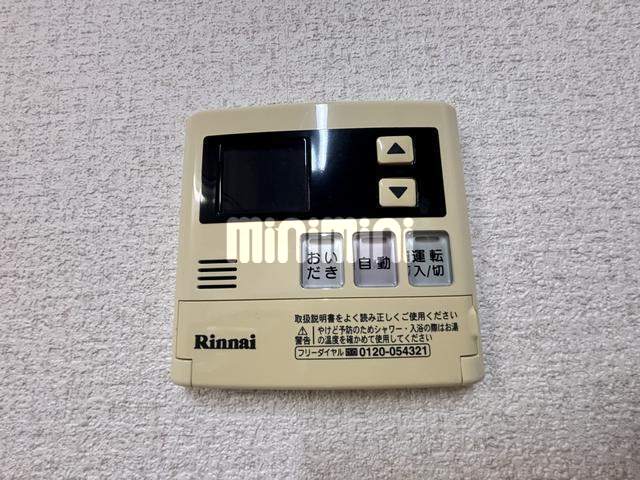 minimini
おい
だき
自動
運転
入/切
Rinnai
取扱説明書をよく読み正しくご使用ください
警告
やけど予防のためシャワー・入浴の際はお湯
の温度を確かめて使用してください
フリーダイヤル 0120-054321